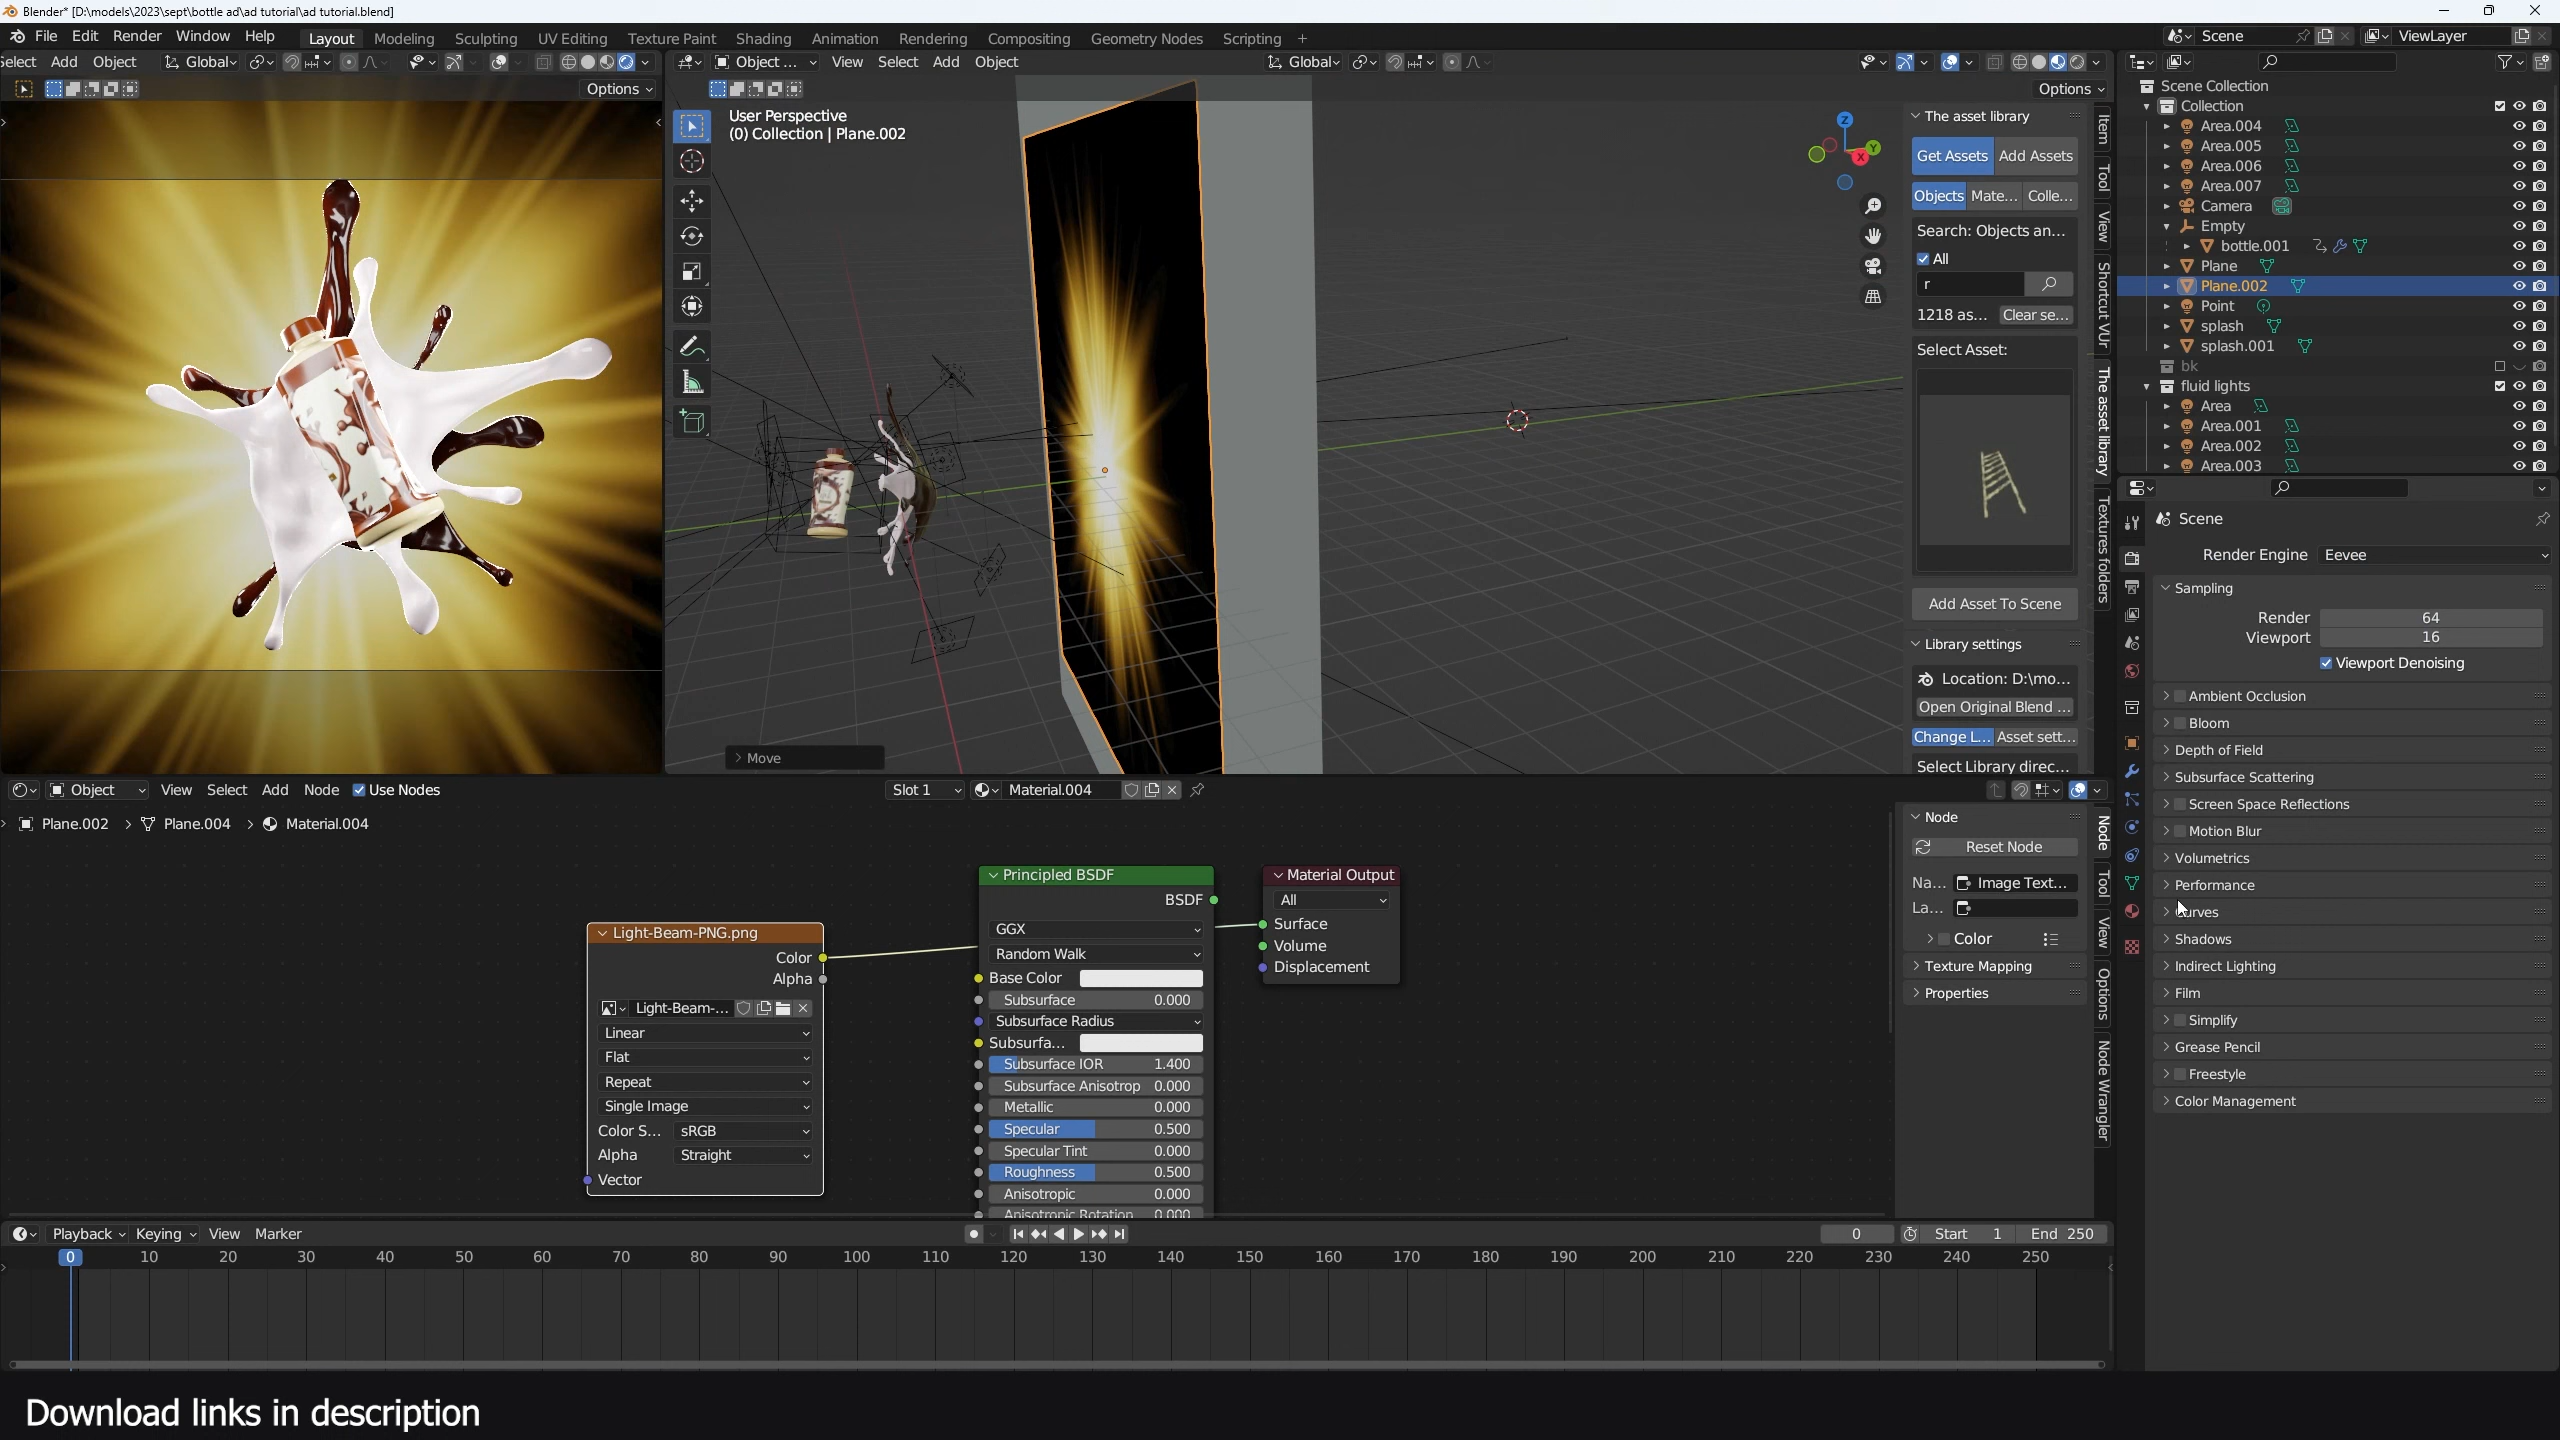 Blender* [D:\models\2023\sept\bottle ad\ad tutorial\ad tutorial.blend]
File Edit Render Window Help Layout Modeling Sculpting UV Editing Texture Paint Shading Animation Rendering Compositing Geometry Nodes Scripting + Scene ViewLayer
elect Add Object Global
Options
Object ... View Select Add Object Global
Options
User Perspective
(0) Collection | Plane.002
Z
Y
X
Move
The asset library
Get Assets Add Assets
Objects Mate... Colle...
Search: Objects an...
All
r
1218 as... Clear se...
Select Asset:
Add Asset To Scene
Library settings
Location: D:\mo...
Open Original Blend ...
Change L... Asset sett...
Select Library direc...
Item
Tool
View
Shortcut VUr
The asset library
Textures folders
Scene Collection
Collection
Area.004
Area.005
Area.006
Area.007
Camera
Empty
bottle.001
Plane
Plane.002
Point
splash
splash.001
bk
fluid lights
Area
Area.001
Area.002
Area.003
Scene
Render Engine Eevee
Sampling
Render 64
Viewport 16
Viewport Denoising
Ambient Occlusion
Bloom
Depth of Field
Subsurface Scattering
Screen Space Reflections
Motion Blur
Volumetrics
Performance
urves
Shadows
Indirect Lighting
Film
Simplify
Grease Pencil
Freestyle
Color Management
Object View Select Add Node Use Nodes Slot 1 Material.004
Plane.002 > Plane.004 > Material.004
Light-Beam-PNG.png
Color
Alpha
Light-Beam-...
Linear
Flat
Repeat
Single Image
Color S... sRGB
Alpha Straight
Vector
Principled BSDF
BSDF
GGX
Random Walk
Base Color
Subsurface 0.000
Subsurface Radius
Subsurfa...
Subsurface IOR 1.400
Subsurface Anisotrop 0.000
Metallic 0.000
Specular 0.500
Specular Tint 0.000
Roughness 0.500
Anisotropic 0.000
Anisotropic Rotation 0.000
Material Output
All
Surface
Volume
Displacement
Node
Reset Node
Na... Image Text...
La...
Color
Texture Mapping
Properties
Node
Tool
View
Options
Node Wrangler
Playback Keying View Marker 0 Start 1 End 250
0 10 20 30 40 50 60 70 80 90 100 110 120 130 140 150 160 170 180 190 200 210 220 230 240 250
Download links in description